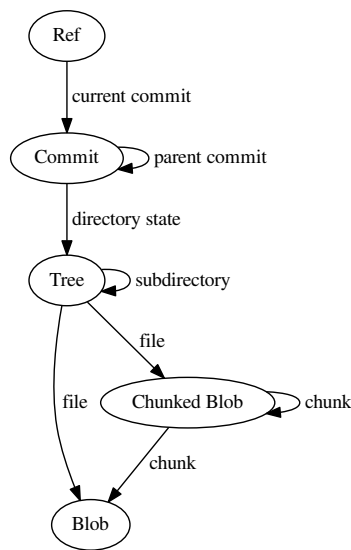 Ref
current commit
Commit
parent commit
directory state
Tree
subdirectory
file
Chunked Blob
file
chunk
chunk
Blob